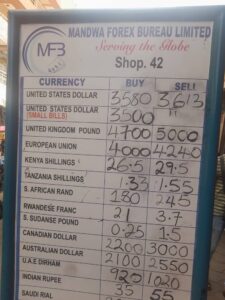 MFB
MANDWA FOREX BUREAU LIMITED
Serving the Globe
Shop. 42
CURRENCY BUY SELL
UNITED STATES DOLLAR 3580 3613
UNITED STATES DOLLAR 3500 "
(SMALL BILLS)
UNITED KINGDOM POUND 4700 5000
EUROPEAN UNION 4000 4240
KENYA SHILLINGS 26.5 29.5
TANZANIA SHILLINGS .33 1.55
S. AFRICAN RAND 180 245
RWANDESIE FRANC 21 3.7
S. SUDANSE POUND 0.25 1.5
CANADIAN DOLLAR 2200 3000
AUSTRALIAN DOLLAR 2100 2550
U.A.E DIRHAM 920 1020
INDIAN RUPEE 35 55
SAUDI RIAL